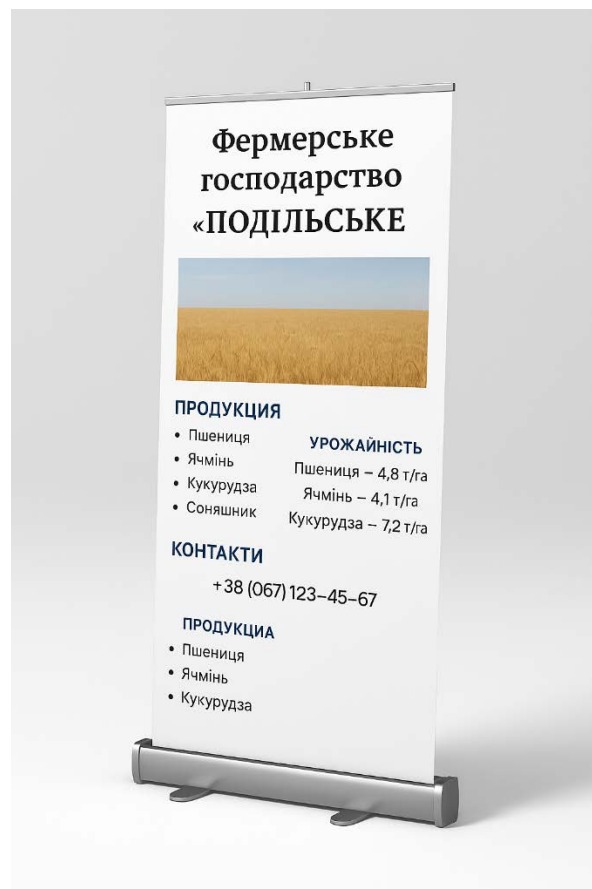 Фермерське
господарство
«ПОДІЛЬСЬКЕ
ПРОДУКЦИЯ
• Пшениця
• Ячмінь
• Кукурудза
• Соняшник
УРОЖАЙНІСТЬ
Пшениця – 4,8 т/га
Ячмінь – 4,1 т/га
Кукурудза – 7,2 т/га
КОНТАКТИ
+38 (067) 123–45–67
ПРОДУКЦИА
• Пшениця
• Ячмінь
• Кукурудза